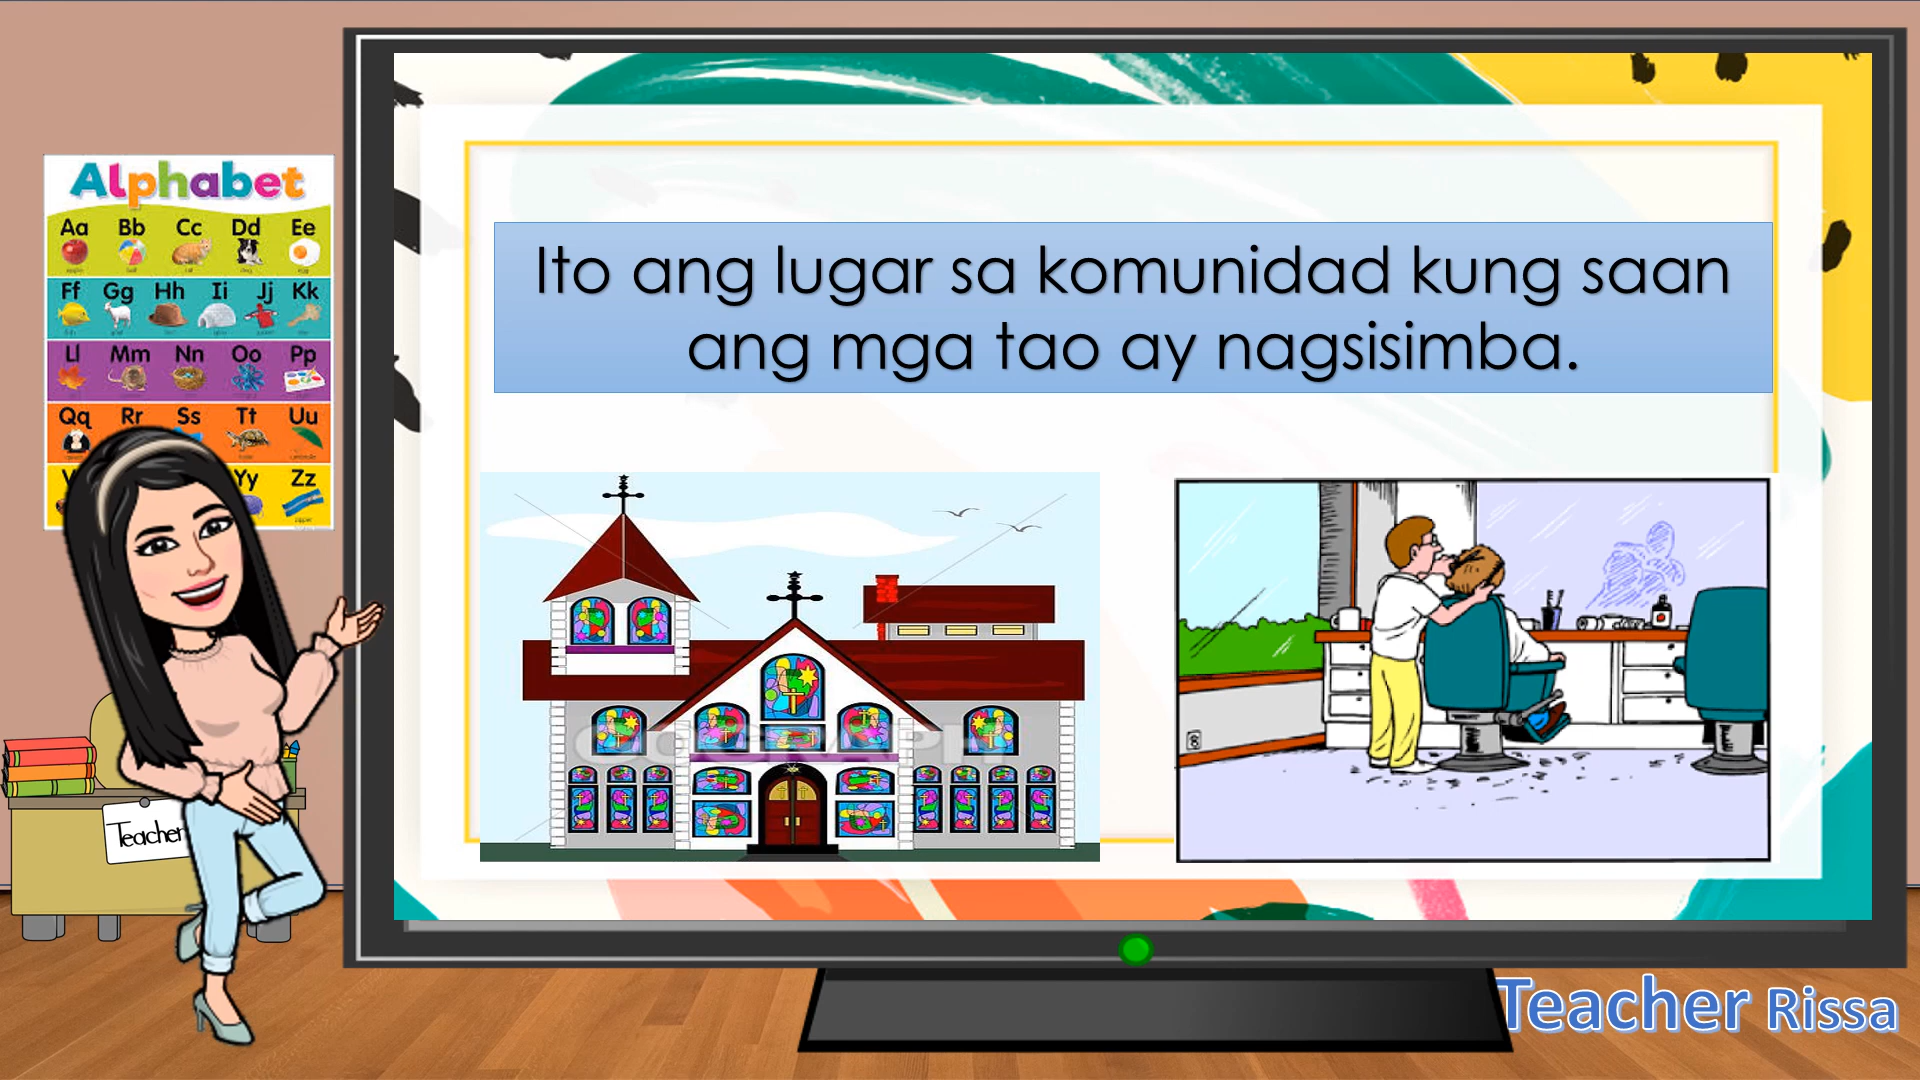 Alphabet
Aa Bb Cc Dd Ee
Ff Gg Hh Ii Jj Kk
Ll Mm Nn Oo Pp
Qq Rr Ss Tt Uu
Yy Zz
Ito ang lugar sa komunidad kung saan
ang mga tao ay nagsisimba.
Teacher
Teacher Rissa